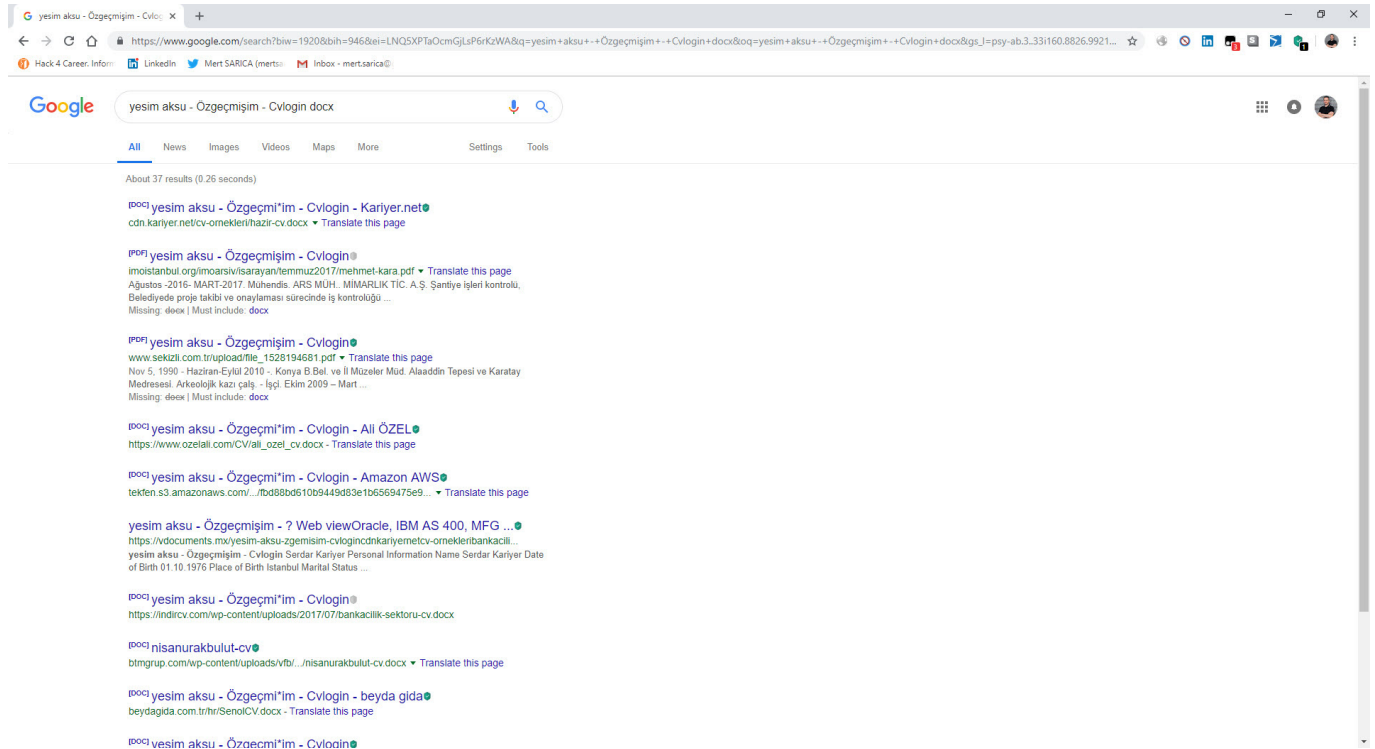 yesim aksu - Özgeçmişim - Cvlog
https://www.google.com/search?biw=1920&bih=946&ei=LNQ5XPTaOcmGjLsP6rKzWA&q=yesim+aksu+-+Özgeçmişim+-+Cvlogin+docx&oq=yesim+aksu+-+Özgeçmişim+-+Cvlogin+docx&gs_l=psy-ab.3..33i160.8826.9921...
Hack 4 Career. Inform LinkedIn Mert SARICA (mertsa Inbox - mert.sarica@
Google yesim aksu - Özgeçmişim - Cvlogin docx
All News Images Videos Maps More Settings Tools
About 37 results (0.26 seconds)
[DOC] yesim aksu - Özgeçmi*im - Cvlogin - Kariyer.net
cdn.kariyer.net/cv-ornekleri/hazir-cv.docx ▼ Translate this page
[PDF] yesim aksu - Özgeçmişim - Cvlogin
imoistanbul.org/imoarsiv/isarayan/temmuz2017/mehmet-kara.pdf ▼ Translate this page
Ağustos -2016- MART-2017. Mühendis. ARS MÜH.. MİMARLIK TİC. A.Ş. Şantiye işleri kontrolü,
Belediyede proje takibi ve onaylaması sürecinde iş kontrolüğü ...
Missing: docx | Must include: docx
[PDF] yesim aksu - Özgeçmişim - Cvlogin
www.sekizli.com.tr/upload/file_1528194681.pdf ▼ Translate this page
Nov 5, 1990 - Haziran-Eylül 2010 -. Konya B.Bel. ve İl Müzeler Müd. Alaaddin Tepesi ve Karatay
Medresesi. Arkeolojik kazı çalş. - İşçi. Ekim 2009 – Mart ...
Missing: docx | Must include: docx
[DOC] yesim aksu - Özgeçmi*im - Cvlogin - Ali ÖZEL
https://www.ozelali.com/CV/ali_ozel_cv.docx - Translate this page
[DOC] yesim aksu - Özgeçmi*im - Cvlogin - Amazon AWS
tekfen.s3.amazonaws.com/.../fbd88bd610b9449d83e1b6569475e9... ▼ Translate this page
yesim aksu - Özgeçmişim - ? Web viewOracle, IBM AS 400, MFG ...
https://vdocuments.mx/yesim-aksu-zgemisim-cvlogincdnkariyernetcv-ornekleribankacili...
yesim aksu - Özgeçmişim - Cvlogin Serdar Kariyer Personal Information Name Serdar Kariyer Date
of Birth 01.10.1976 Place of Birth Istanbul Marital Status ...
[DOC] yesim aksu - Özgeçmişim - Cvlogin
https://indircv.com/wp-content/uploads/2017/07/bankacilik-sektoru-cv.docx
[DOC] nisanurakbulut-cv
btmgrup.com/wp-content/uploads/vfb/.../nisanurakbulut-cv.docx ▼ Translate this page
[DOC] yesim aksu - Özgeçmi*im - Cvlogin - beyda gida
beydagida.com.tr/hr/SenolCV.docx - Translate this page
[DOC] yesim aksu - Özgeçmi*im - Cvlogin